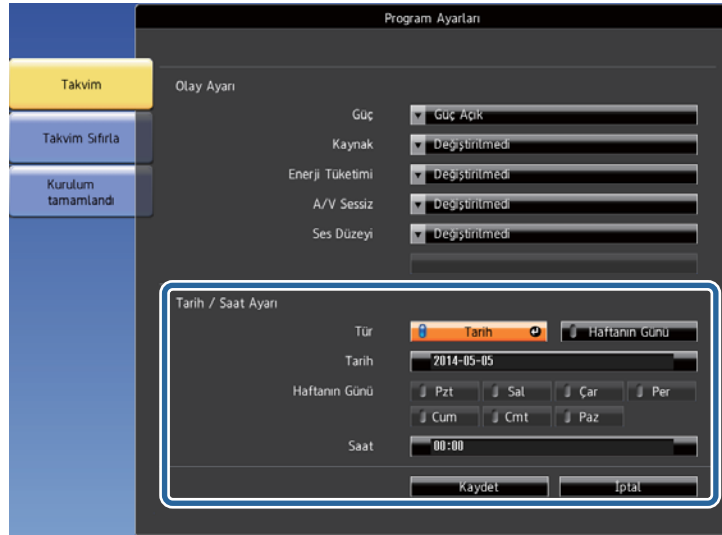 Program Ayarları
Takvim
Takvim Sıfırla
Kurulum
tamamlandı
Olay Ayarı
Güç Güç Açık
Kaynak Değiştirilmedi
Enerji Tüketimi Değiştirilmedi
A/V Sessiz Değiştirilmedi
Ses Düzeyi Değiştirilmedi
Tarih / Saat Ayarı
Tür Tarih Haftanın Günü
Tarih 2014-05-05
Haftanın Günü Pzt Sal Çar Per
Cum Cmt Paz
Saat 00:00
Kaydet İptal